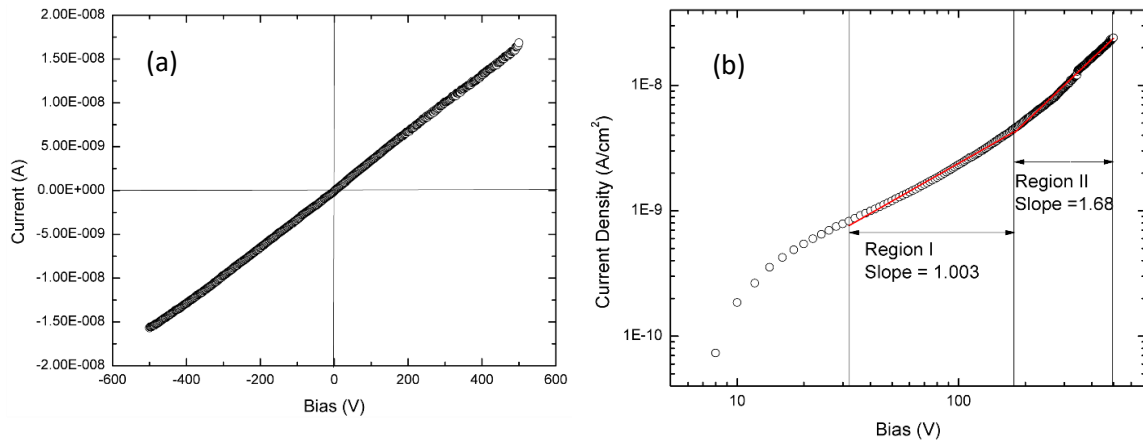 (a)
2.00E-008
1.50E-008
1.00E-008
5.00E-009
0.00E+000
-5.00E-009
-1.00E-008
-1.50E-008
-2.00E-008
Current (A)
-600 -400 -200 0 200 400 600
Bias (V)
(b)
1E-8
1E-9
1E-10
Current Density (A/cm²)
Region II
Slope =1.68
Region I
Slope = 1.003
10 100
Bias (V)